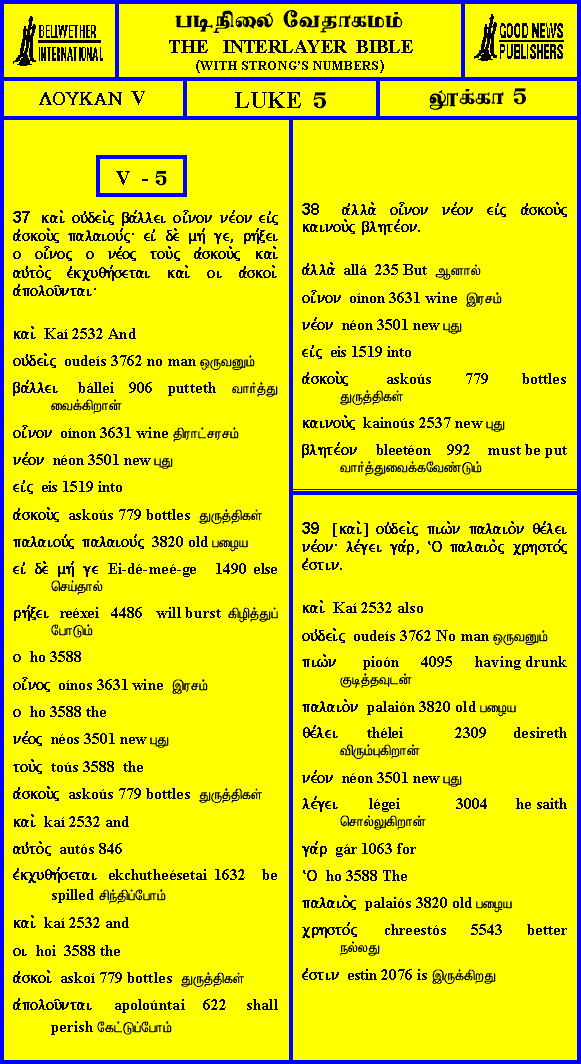 BELLWETHER
INTERNATIONAL
படிநிலை வேதாகமம்
THE INTERLAYER BIBLE
(WITH STRONG'S NUMBERS)
GOOD NEWS
PUBLISHERS
ΛΟΥΚΑΝ V
LUKE 5
லூக்கா 5
V - 5
37 καὶ οὐδεὶς βάλλει οἶνον νέον εἰς
ἀσκοὺς παλαιούς· εἰ δὲ μή γε, ρήξει
ο οἶνος ο νέος τοὺς ἀσκοὺς καὶ
αὐτὸς ἐκχυθήσεται καὶ οι ἀσκοὶ
ἀπολοῦνται·
καὶ Kaí 2532 And
οὐδεὶς oudeís 3762 no man ஒருவனும்
βάλλει bállei 906 putteth வார்த்து
வைக்கிறான்
οἶνον oínon 3631 wine திராட்சரசம்
νέον néon 3501 new புது
εἰς eis 1519 into
ἀσκοὺς askoús 779 bottles துருத்திகள்
παλαιούς παλαιούς 3820 old பழைய
εἰ δὲ μή γε Ei-dé-meé-ge 1490 else
செய்தால்
ρήξει reéxei 4486 will burst கிழித்துப்
போடும்
ο ho 3588
οἶνος oínos 3631 wine இரசம்
ο ho 3588 the
νέος néos 3501 new புது
τοὺς toús 3588 the
ἀσκοὺς askoús 779 bottles துருத்திகள்
καὶ kaí 2532 and
αὐτὸς autós 846
ἐκχυθήσεται ekchutheésetai 1632 be
spilled சிந்திப்போம்
καὶ kaí 2532 and
οι hoi 3588 the
ἀσκοὶ askoí 779 bottles துருத்திகள்
ἀπολοῦνται apoloúntai 622 shall
perish கேட்டுப்போம்
38 ἀλλὰ οἶνον νέον εἰς ἀσκοὺς
καινοὺς βλητέον.
ἀλλὰ allá 235 But ஆனால்
οἶνον oínon 3631 wine இரசம்
νέον néon 3501 new புது
εἰς eis 1519 into
ἀσκοὺς askoús 779 bottles
துருத்திகள்
καινοὺς kainoús 2537 new புது
βλητέον bleetéon 992 must be put
வார்த்துவைக்கவேண்டும்
39 [καὶ] οὐδεὶς πιὼν παλαιὸν θέλει
νέον· λέγει γάρ, Ὁ παλαιὸς χρηστός
ἐστιν.
καὶ Kaí 2532 also
οὐδεὶς oudeís 3762 No man ஒருவனும்
πιὼν pioón 4095 having drunk
குடித்தவுடன்
παλαιὸν palaión 3820 old பழைய
θέλει thélei 2309 desireth
விரும்புகிறான்
νέον néon 3501 new புது
λέγει légei 3004 he saith
சொல்லுகிறான்
γάρ gár 1063 for
Ὁ ho 3588 The
παλαιὸς palaiós 3820 old பழைய
χρηστός chreestós 5543 better
நல்லது
ἐστιν estin 2076 is இருக்கிறது